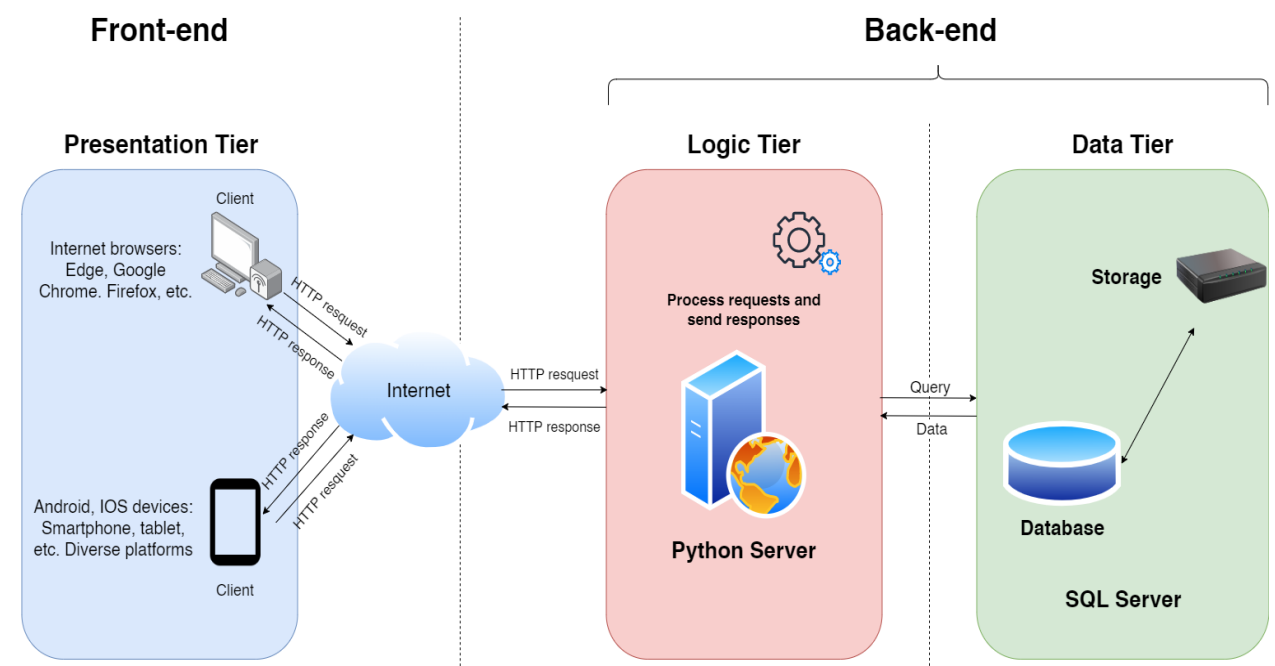 Front-end
Back-end
Presentation Tier
Logic Tier
Data Tier
Client
Internet browsers:
Edge, Google
Chrome. Firefox, etc.
HTTP resquest
HTTP response
Internet
HTTP response
HTTP resquest
Android, IOS devices:
Smartphone, tablet,
etc. Diverse platforms
Client
HTTP resquest
HTTP response
Process requests and
send responses
Python Server
Query
Data
Storage
Database
SQL Server